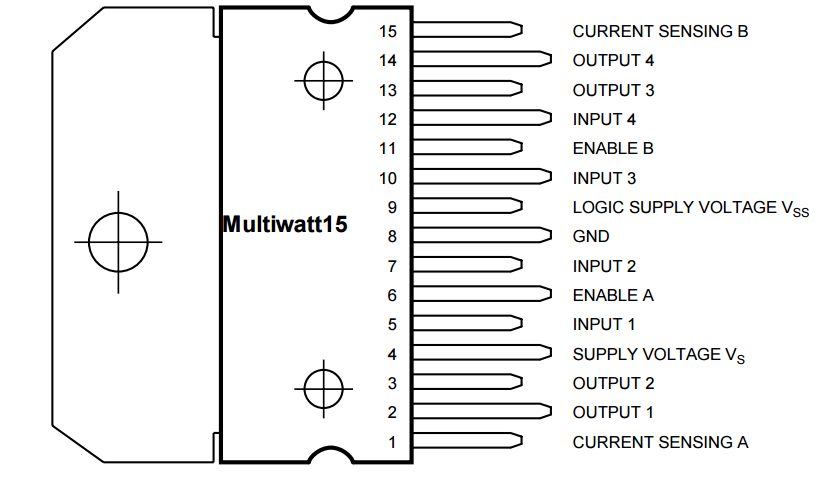 15 CURRENT SENSING B
14 OUTPUT 4
13 OUTPUT 3
12 INPUT 4
11 ENABLE B
10 INPUT 3
9 LOGIC SUPPLY VOLTAGE VSS
Multiwatt15
8 GND
7 INPUT 2
6 ENABLE A
5 INPUT 1
4 SUPPLY VOLTAGE VS
3 OUTPUT 2
2 OUTPUT 1
1 CURRENT SENSING A